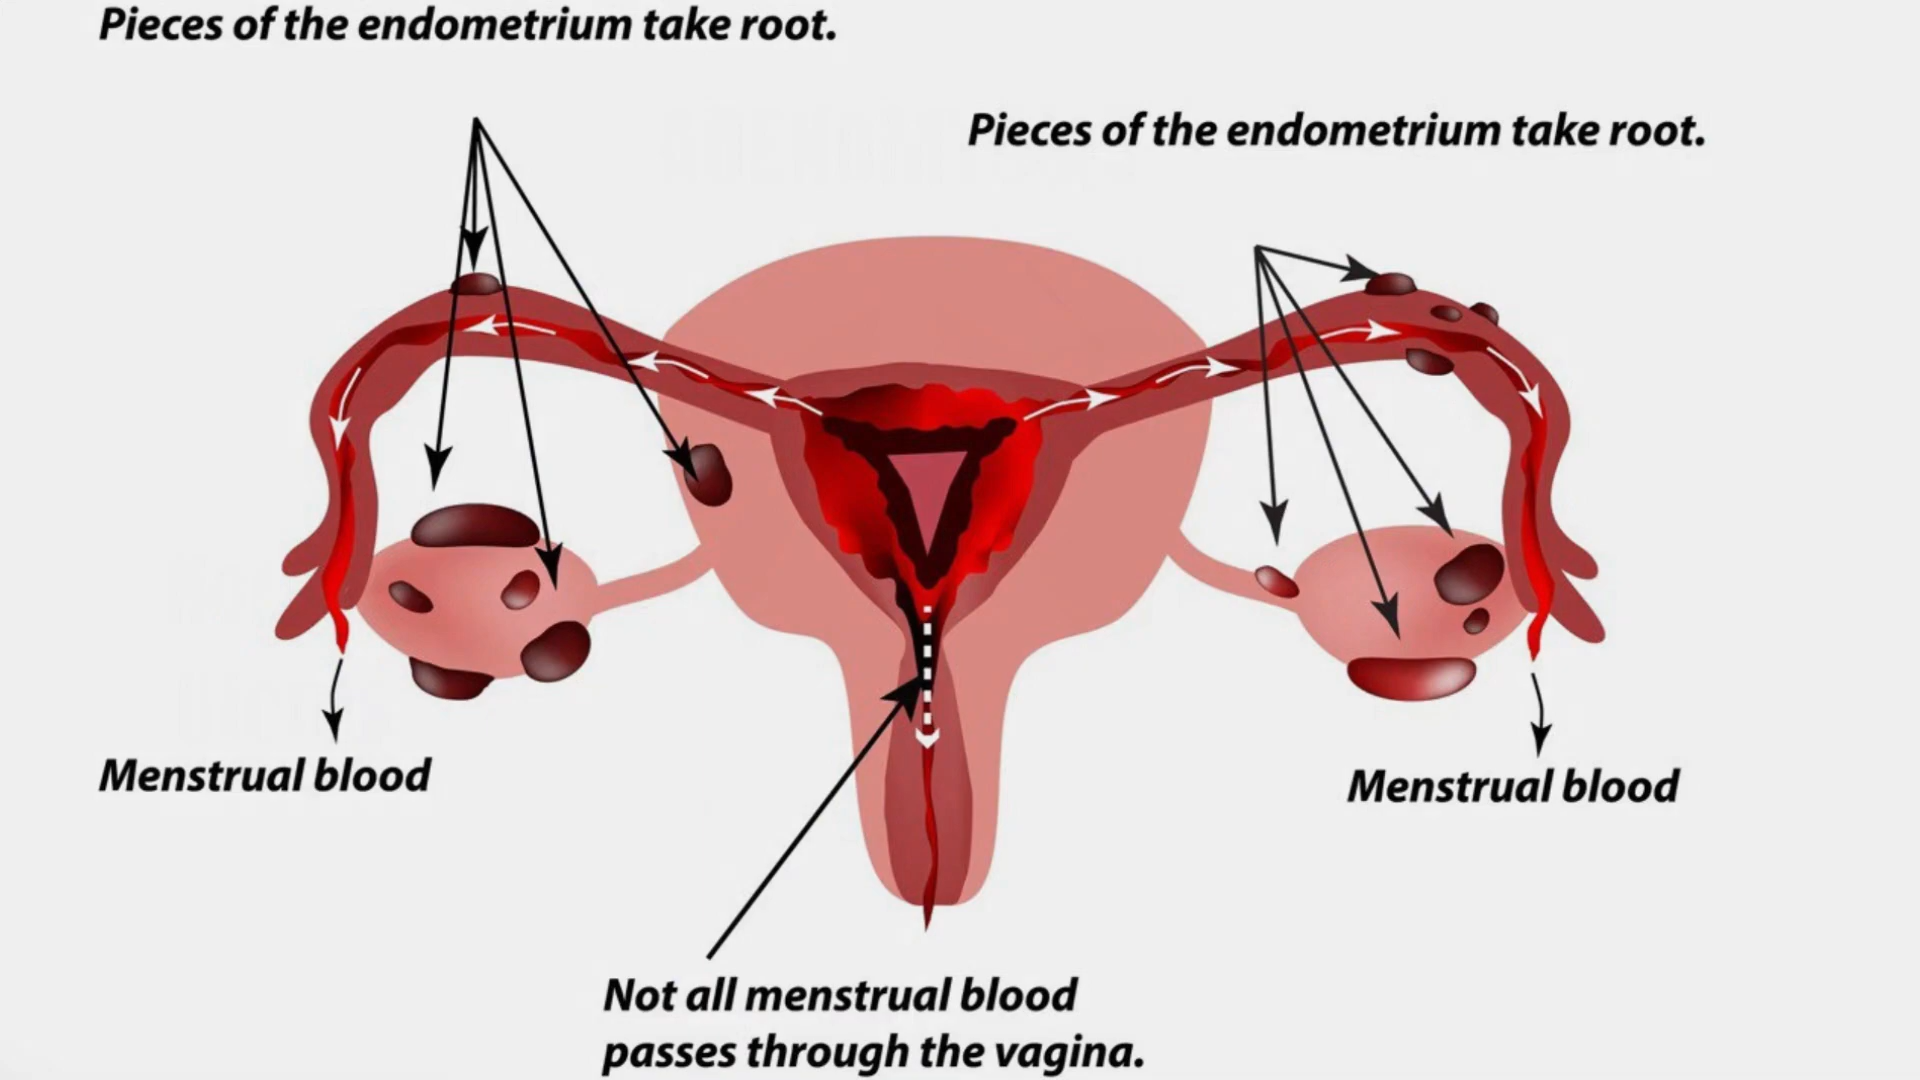 Pieces of the endometrium take root.
Pieces of the endometrium take root.
Menstrual blood
Menstrual blood
Not all menstrual blood
passes through the vagina.